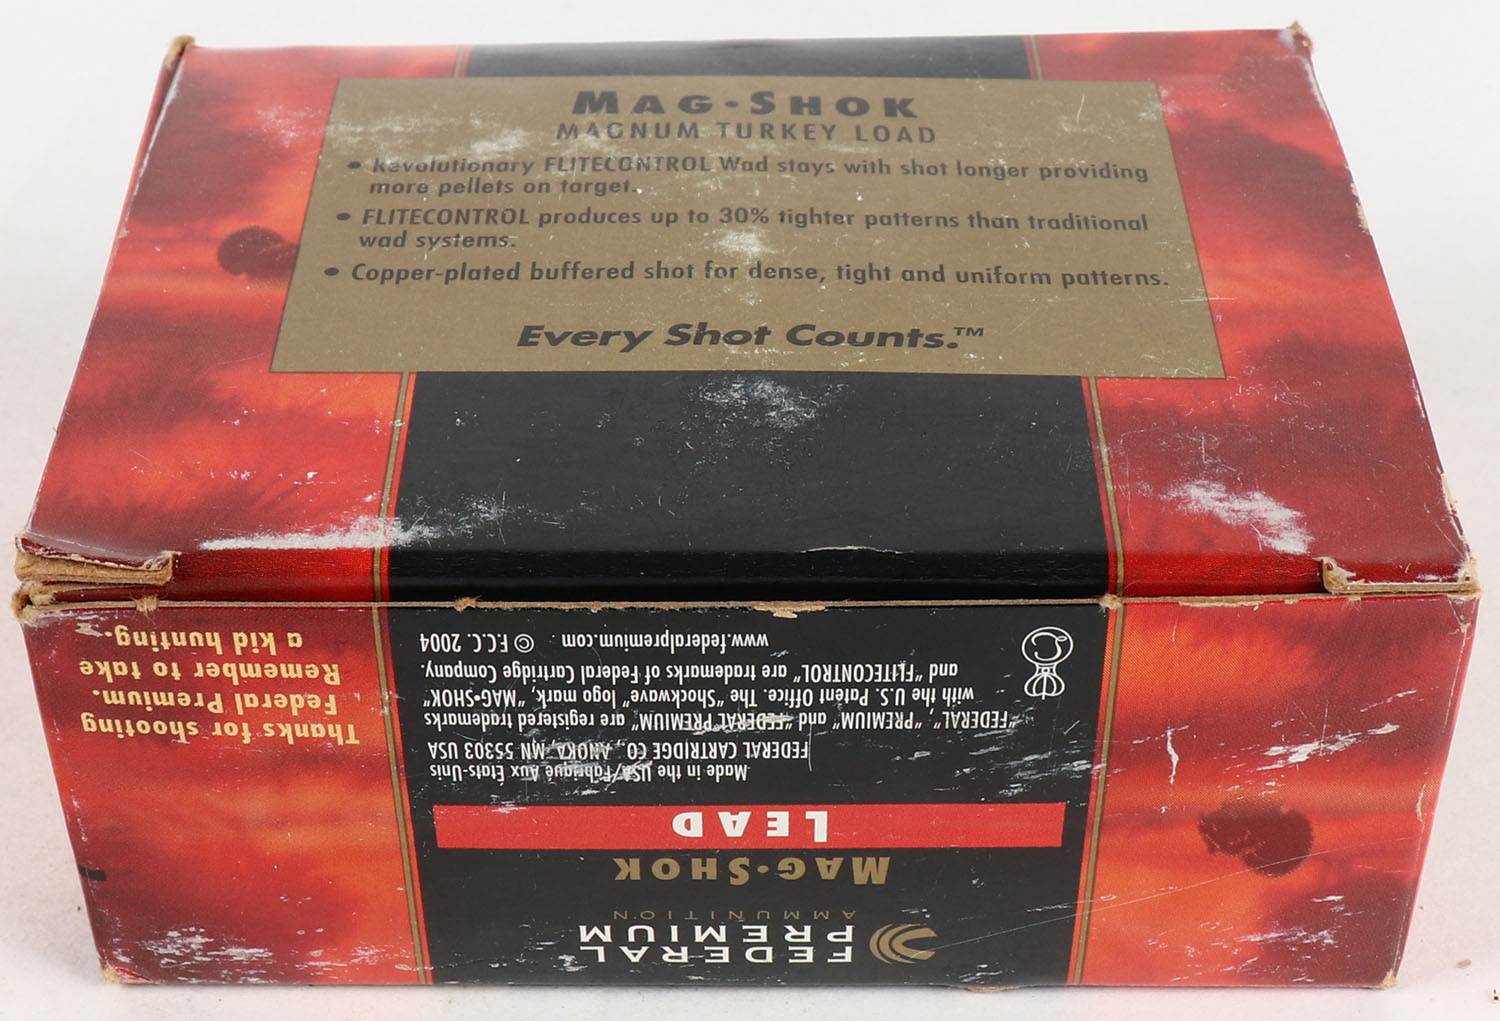 MAG•SHOK
MAGNUM TURKEY LOAD
• Revolutionary FLITECONTROL Wad stays with shot longer providing
more pellets on target.
• FLITECONTROL produces up to 30% tighter patterns than traditional
wad systems.
• Copper-plated buffered shot for dense, tight and uniform patterns.
Every Shot Counts.™
FEDERAL
PREMIUM
AMMUNITION
MAG•SHOK
LEAD
Made in the USA/Fabriqué Aux États-Unis
FEDERAL CARTRIDGE CO., ANOKA, MN 55303 USA
"FEDERAL", "PREMIUM" and "FEDERAL PREMIUM" are registered trademarks
with the U.S. Patent Office. The "Shockwave" logo mark, "MAG•SHOK"
and "FLITECONTROL" are trademarks of Federal Cartridge Company.
www.federalpremium.com © F.C.C. 2004
Thanks for shooting
Federal Premium.
Remember to take
a kid hunting.